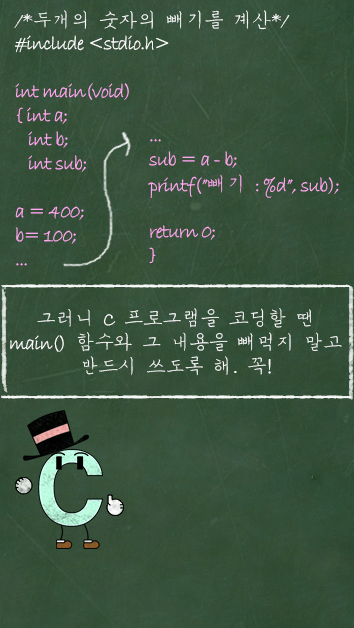 /*두개의 숫자의 빼기를 계산*/
#include <stdio.h>
int main(void)
{ int a;
int b;
int sub;
a = 400;
b= 100;
...
...
sub = a - b;
printf("빼기 : %d", sub);
return 0;
}
그러니 C 프로그램을 코딩할 땐
main() 함수와 그 내용을 빼먹지 말고
반드시 쓰도록 해. 꼭!
C